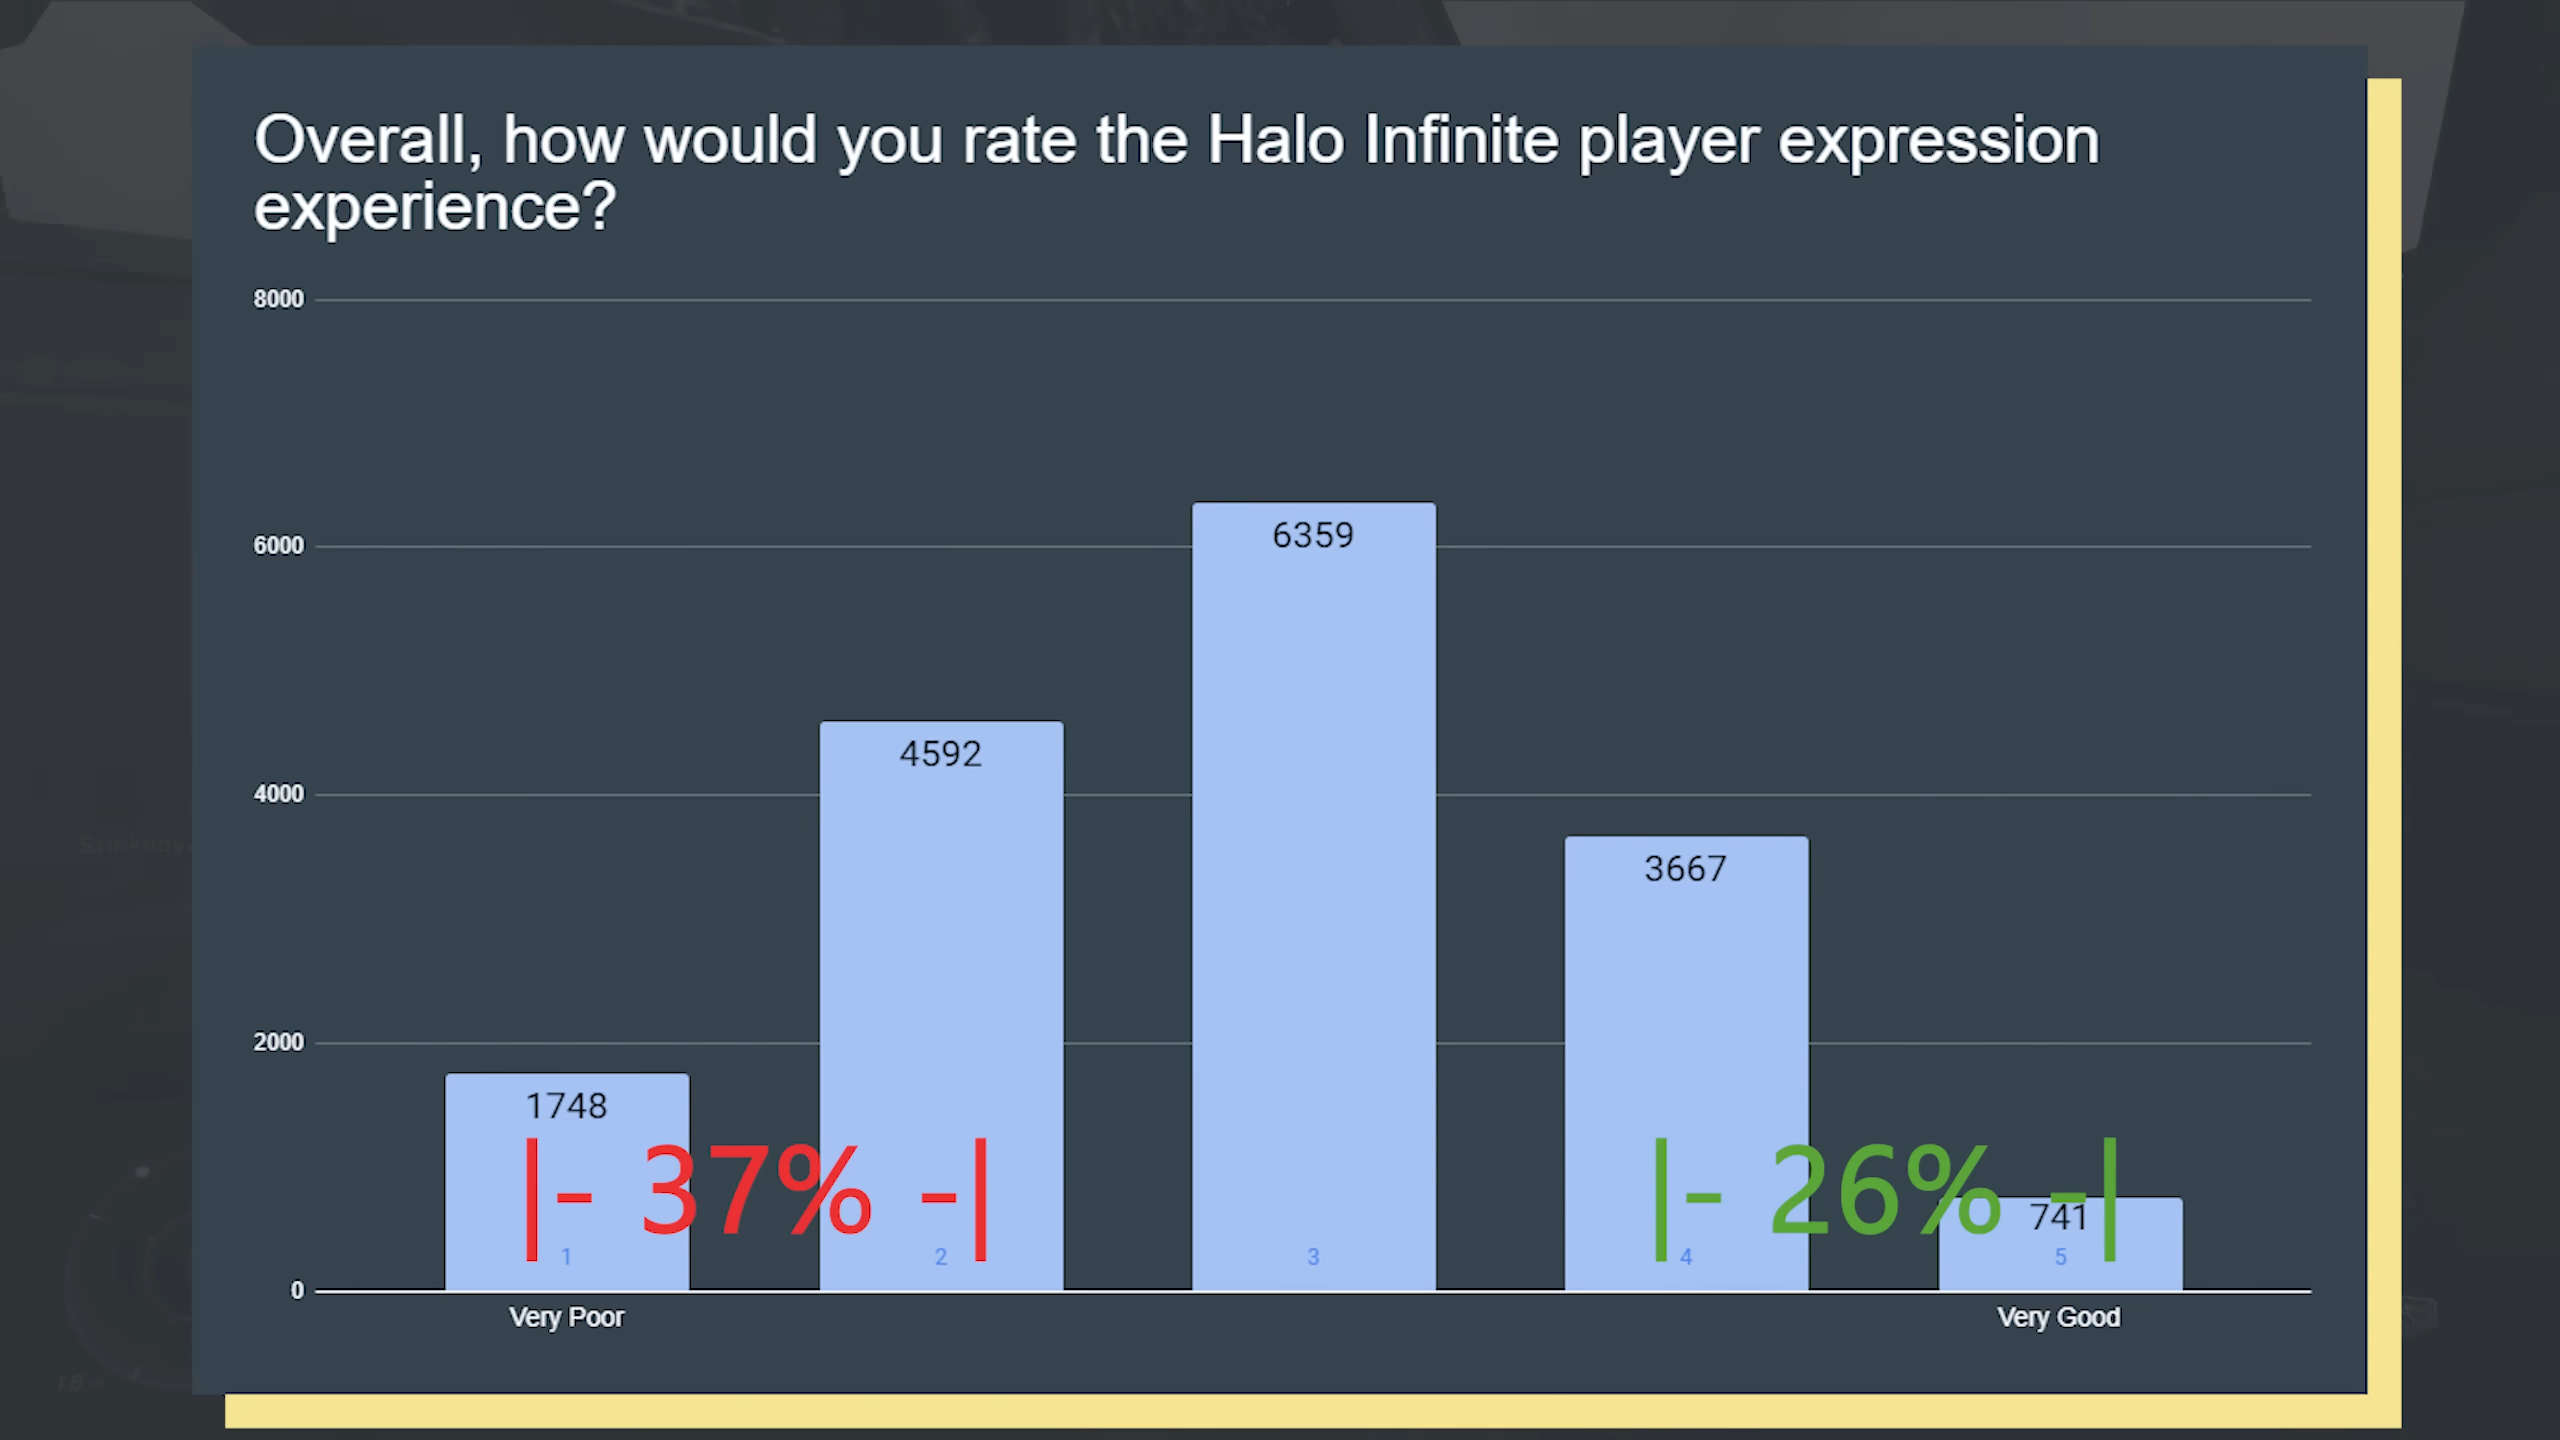 Overall, how would you rate the Halo Infinite player expression
experience?
8000
6000
4000
2000
0
6359
4592
3667
1748
741
|- 37% -|
|- 26% -|
1
2
3
4
5
Very Poor
Very Good